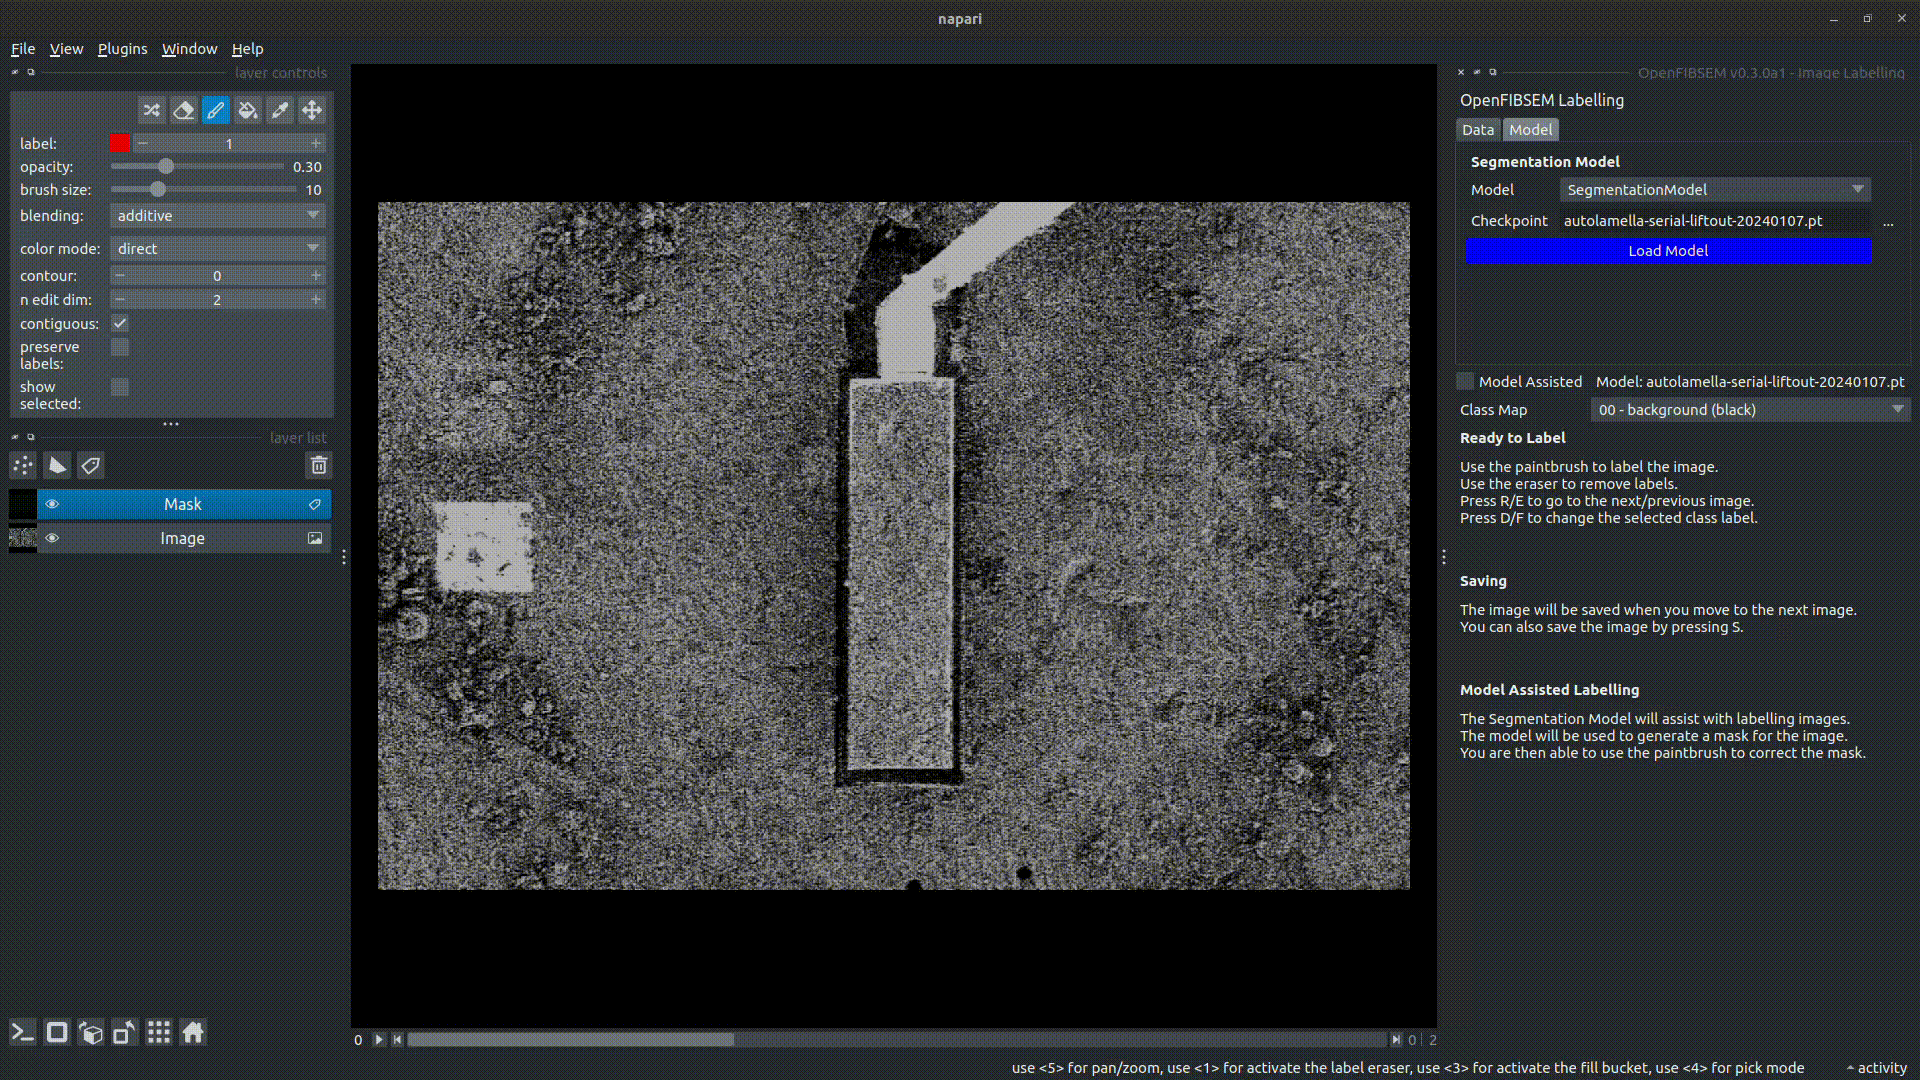 napari
File View Plugins Window Help
layer controls
label: 1
opacity: 0.30
brush size: 10
blending: additive
color mode: direct
contour: 0
n edit dim: 2
contiguous:
preserve
labels:
show
selected:
layer list
Mask
Image
0
0 | 2
use <5> for pan/zoom, use <1> for activate the label eraser, use <3> for activate the fill bucket, use <4> for pick mode
activity
OpenFIBSEM v0.3.0a1 - Image Labelling
OpenFIBSEM Labelling
Data Model
Segmentation Model
Model SegmentationModel
Checkpoint autolamella-serial-liftout-20240107.pt ...
Load Model
Model Assisted Model: autolamella-serial-liftout-20240107.pt
Class Map 00 - background (black)
Ready to Label
Use the paintbrush to label the image.
Use the eraser to remove labels.
Press R/E to go to the next/previous image.
Press D/F to change the selected class label.
Saving
The image will be saved when you move to the next image.
You can also save the image by pressing S.
Model Assisted Labelling
The Segmentation Model will assist with labelling images.
The model will be used to generate a mask for the image.
You are then able to use the paintbrush to correct the mask.